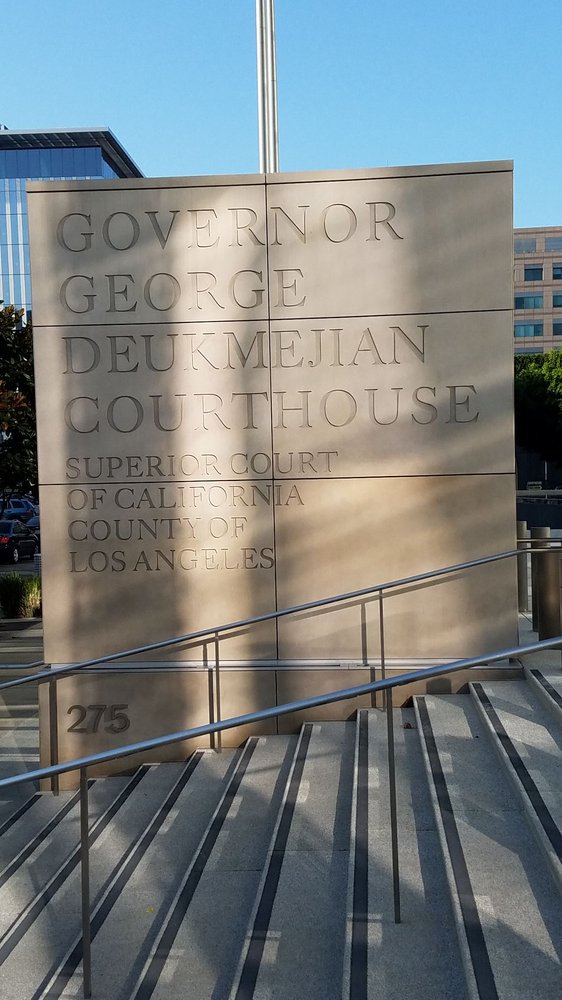 GOVERNOR
GEORGE
DEUKMEJIAN
COURTHOUSE
SUPERIOR COURT
OF CALIFORNIA
COUNTY OF
LOS ANGELES
275